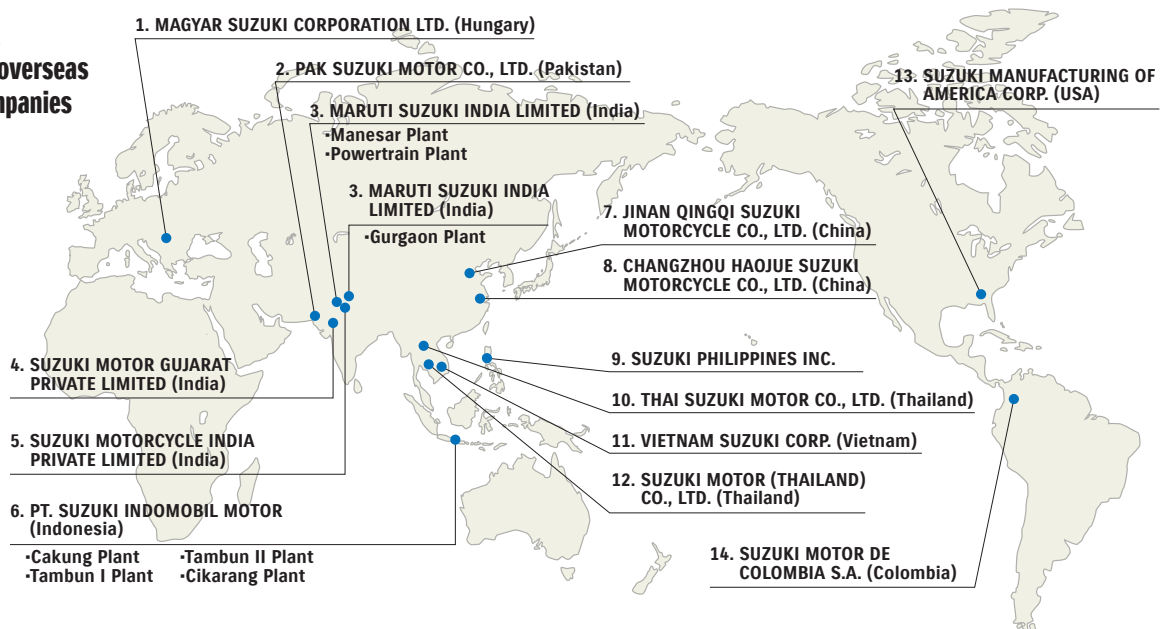 overseas
mpanies
1. MAGYAR SUZUKI CORPORATION LTD. (Hungary)
2. PAK SUZUKI MOTOR CO., LTD. (Pakistan)
3. MARUTI SUZUKI INDIA LIMITED (India)
·Manesar Plant
·Powertrain Plant
3. MARUTI SUZUKI INDIA
LIMITED (India)
·Gurgaon Plant
4. SUZUKI MOTOR GUJARAT
PRIVATE LIMITED (India)
5. SUZUKI MOTORCYCLE INDIA
PRIVATE LIMITED (India)
6. PT. SUZUKI INDOMOBIL MOTOR
(Indonesia)
·Cakung Plant ·Tambun II Plant
·Tambun I Plant ·Cikarang Plant
7. JINAN QINGQI SUZUKI
MOTORCYCLE CO., LTD. (China)
8. CHANGZHOU HAOJUE SUZUKI
MOTORCYCLE CO., LTD. (China)
9. SUZUKI PHILIPPINES INC.
10. THAI SUZUKI MOTOR CO., LTD. (Thailand)
11. VIETNAM SUZUKI CORP. (Vietnam)
12. SUZUKI MOTOR (THAILAND)
CO., LTD. (Thailand)
13. SUZUKI MANUFACTURING OF
AMERICA CORP. (USA)
14. SUZUKI MOTOR DE
COLOMBIA S.A. (Colombia)